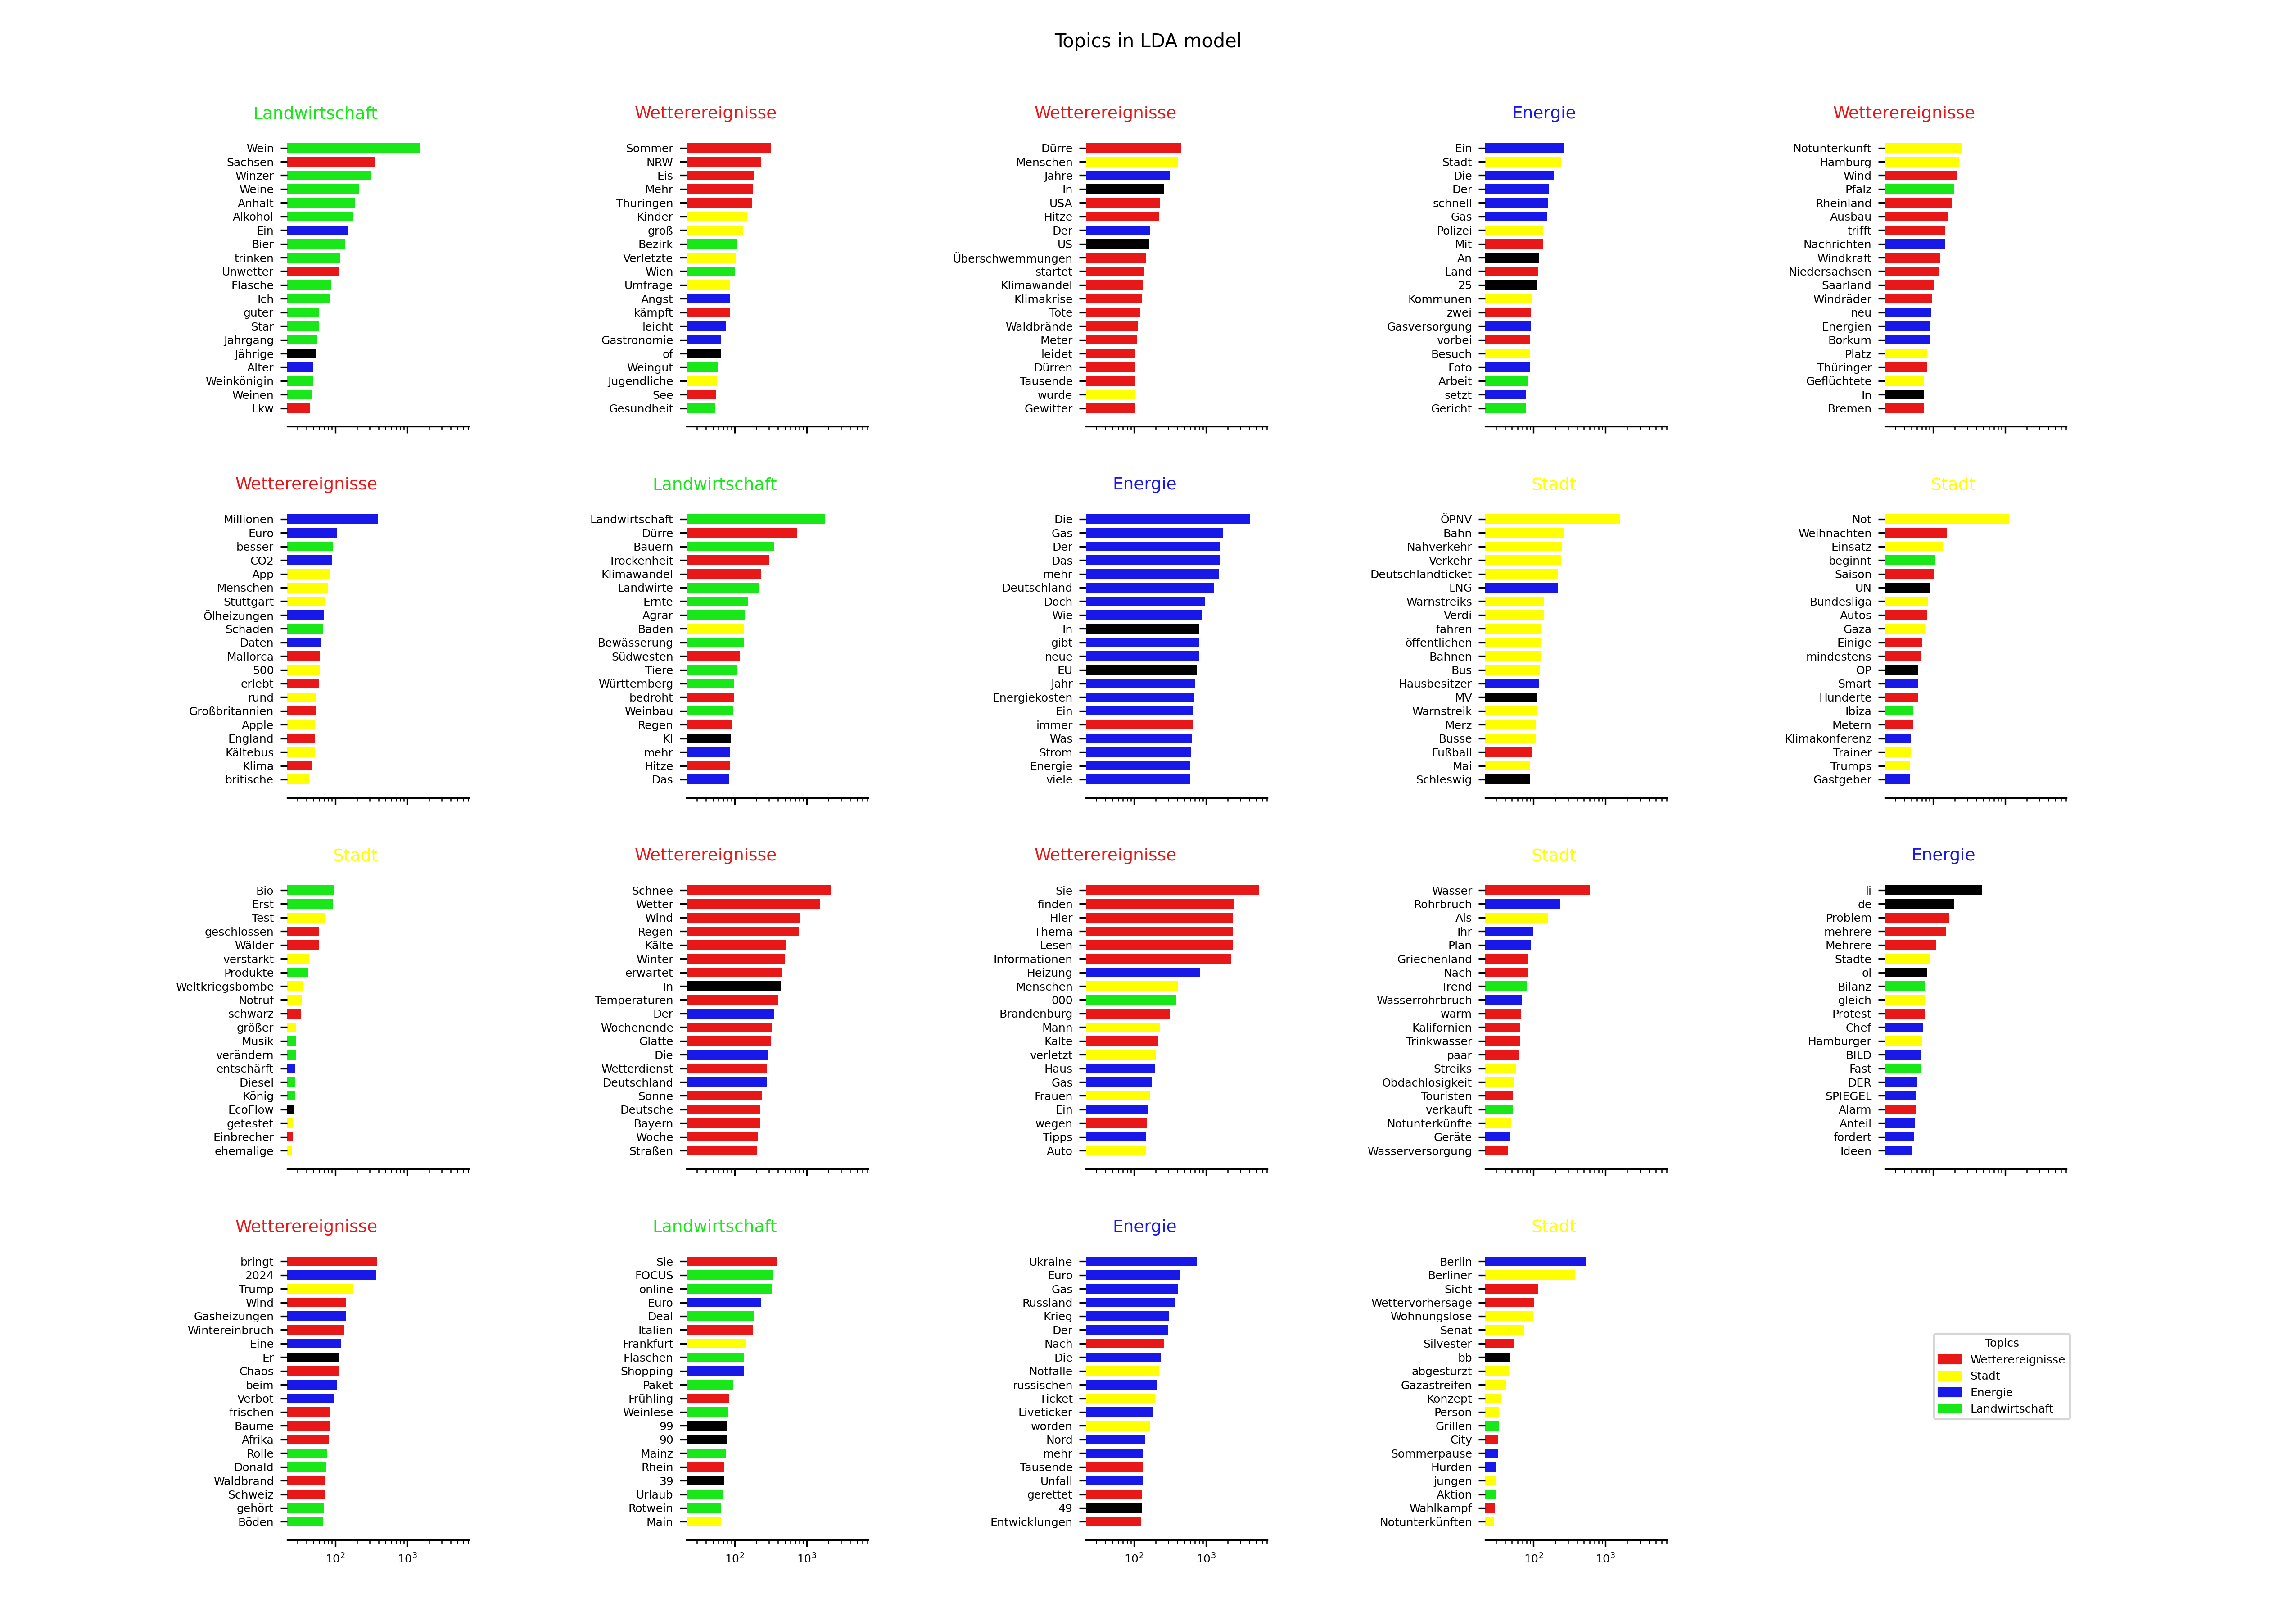 Topics in LDA model
Landwirtschaft
Wein
Sachsen
Winzer
Weine
Anhalt
Alkohol
Ein
Bier
trinken
Unwetter
Flasche
Ich
guter
Star
Jahrgang
Jährige
Alter
Weinkönigin
Weinen
Lkw
Wetterereignisse
Sommer
NRW
Eis
Mehr
Thüringen
Kinder
groß
Bezirk
Verletzte
Wien
Umfrage
Angst
kämpft
leicht
Gastronomie
of
Weingut
Jugendliche
See
Gesundheit
Wetterereignisse
Dürre
Menschen
Jahre
In
USA
Hitze
Der
US
Überschwemmungen
startet
Klimawandel
Klimakrise
Tote
Waldbrände
Meter
leidet
Dürren
Tausende
wurde
Gewitter
Energie
Ein
Stadt
Die
Der
schnell
Gas
Polizei
Mit
An
Land
25
Kommunen
zwei
Gasversorgung
vorbei
Besuch
Foto
Arbeit
setzt
Gericht
Wetterereignisse
Notunterkunft
Hamburg
Wind
Pfalz
Rheinland
Ausbau
trifft
Nachrichten
Windkraft
Niedersachsen
Saarland
Windräder
neu
Energien
Borkum
Platz
Thüringer
Geflüchtete
In
Bremen
Wetterereignisse
Millionen
Euro
besser
CO2
App
Menschen
Stuttgart
Ölheizungen
Schaden
Daten
Mallorca
500
erlebt
rund
Großbritannien
Apple
England
Kältebus
Klima
britische
Landwirtschaft
Landwirtschaft
Dürre
Bauern
Trockenheit
Klimawandel
Landwirte
Ernte
Agrar
Baden
Bewässerung
Südwesten
Tiere
Württemberg
bedroht
Weinbau
Regen
KI
mehr
Hitze
Das
Energie
Die
Gas
Der
Das
mehr
Deutschland
Doch
Wie
In
gibt
neue
EU
Jahr
Energiekosten
Ein
immer
Was
Strom
Energie
viele
Stadt
ÖPNV
Bahn
Nahverkehr
Verkehr
Deutschlandticket
LNG
Warnstreiks
Verdi
fahren
öffentlichen
Bahnen
Bus
Hausbesitzer
MV
Warnstreik
Merz
Busse
Fußball
Mai
Schleswig
Stadt
Not
Weihnachten
Einsatz
beginnt
Saison
UN
Bundesliga
Autos
Gaza
Einige
mindestens
OP
Smart
Hunderte
Ibiza
Metern
Klimakonferenz
Trainer
Trumps
Gastgeber
Stadt
Bio
Erst
Test
geschlossen
Wälder
verstärkt
Produkte
Weltkriegsbombe
Notruf
schwarz
größer
Musik
verändern
entschärft
Diesel
König
EcoFlow
getestet
Einbrecher
ehemalige
Wetterereignisse
Schnee
Wetter
Wind
Regen
Kälte
Winter
erwartet
In
Temperaturen
Der
Wochenende
Glätte
Die
Wetterdienst
Deutschland
Sonne
Deutsche
Bayern
Woche
Straßen
Wetterereignisse
Sie
finden
Hier
Thema
Lesen
Informationen
Heizung
Menschen
000
Brandenburg
Mann
Kälte
verletzt
Haus
Gas
Frauen
Ein
wegen
Tipps
Auto
Stadt
Wasser
Rohrbruch
Als
Ihr
Plan
Griechenland
Nach
Trend
Wasserrohrbruch
warm
Kalifornien
Trinkwasser
paar
Streiks
Obdachlosigkeit
Touristen
verkauft
Notunterkünfte
Geräte
Wasserversorgung
Energie
li
de
Problem
mehrere
Mehrere
Städte
ol
Bilanz
gleich
Protest
Chef
Hamburger
BILD
Fast
DER
SPIEGEL
Alarm
Anteil
fordert
Ideen
Wetterereignisse
bringt
2024
Trump
Wind
Gasheizungen
Wintereinbruch
Eine
Er
Chaos
beim
Verbot
frischen
Bäume
Afrika
Rolle
Donald
Waldbrand
Schweiz
gehört
Böden
10² 10³
Landwirtschaft
Sie
FOCUS
online
Euro
Deal
Italien
Frankfurt
Flaschen
Shopping
Paket
Frühling
Weinlese
99
90
Mainz
Rhein
39
Urlaub
Rotwein
Main
10² 10³
Energie
Ukraine
Euro
Gas
Russland
Krieg
Der
Nach
Die
Notfälle
russischen
Ticket
Liveticker
worden
Nord
mehr
Tausende
Unfall
gerettet
49
Entwicklungen
10² 10³
Stadt
Berlin
Berliner
Sicht
Wettervorhersage
Wohnungslose
Senat
Silvester
bb
abgestürzt
Gazastreifen
Konzept
Person
Grillen
City
Sommerpause
Hürden
jungen
Aktion
Wahlkampf
Notunterkünften
10² 10³
Topics
Wetterereignisse
Stadt
Energie
Landwirtschaft